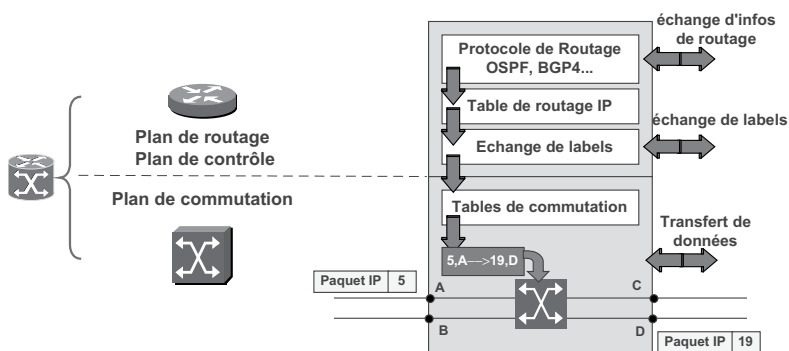 échange d'infos
de routage
Protocole de Routage
OSPF, BGP4...
Table de routage IP
échange de labels
Echange de labels
Plan de routage
Plan de contrôle
Plan de commutation
Tables de commutation
Transfert de
données
5,A-->19,D
Paquet IP 5
A
C
B
D
Paquet IP 19